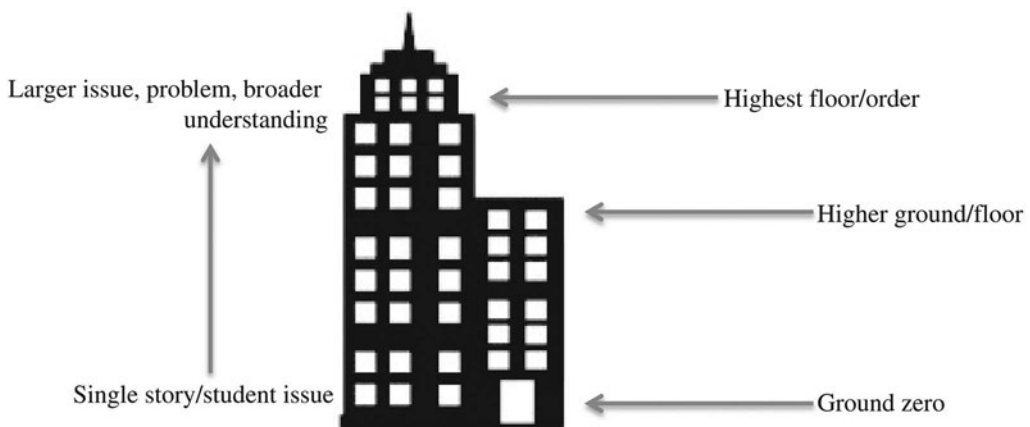 Larger issue, problem, broader
understanding
Highest floor/order
Higher ground/floor
Single story/student issue
Ground zero